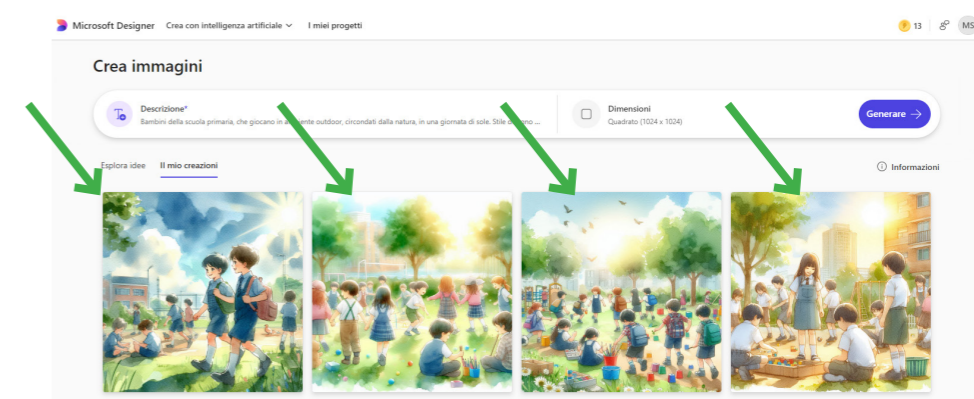 Microsoft Designer Crea con intelligenza artificiale I miei progetti 13 MS
Crea immagini
Descrizione*
Bambini della scuola primaria, che giocano in ambiente outdoor, circondati dalla natura, in una giornata di sole. Stile disegno ...
Dimensioni
Quadrato (1024 x 1024)
Generare →
Esplora idee Il mio creazioni Informazioni